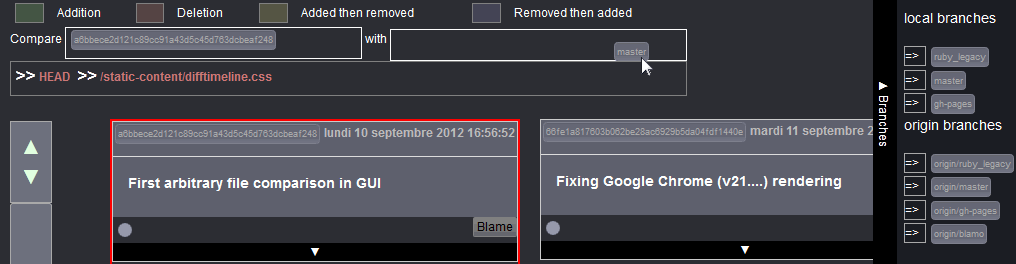 Addition Deletion Added then removed Removed then added
Compare a6bbece2d121c89cc91a43d5c45d763dcbeaf248 with master
>> HEAD >> /static-content/difftimeline.css
▲
▼
a6bbece2d121c89cc91a43d5c45d763dcbeaf248 lundi 10 septembre 2012 16:56:52
First arbitrary file comparison in GUI
Blame
▼
66fe1a817603b062be28ac6929b5da04fdf1440e mardi 11 septembre 2
Fixing Google Chrome (v21....) rendering
▼
▲ Branches
local branches
=> ruby_legacy
=> master
=> gh-pages
origin branches
=> origin/ruby_legacy
=> origin/master
=> origin/gh-pages
=> origin/blamo